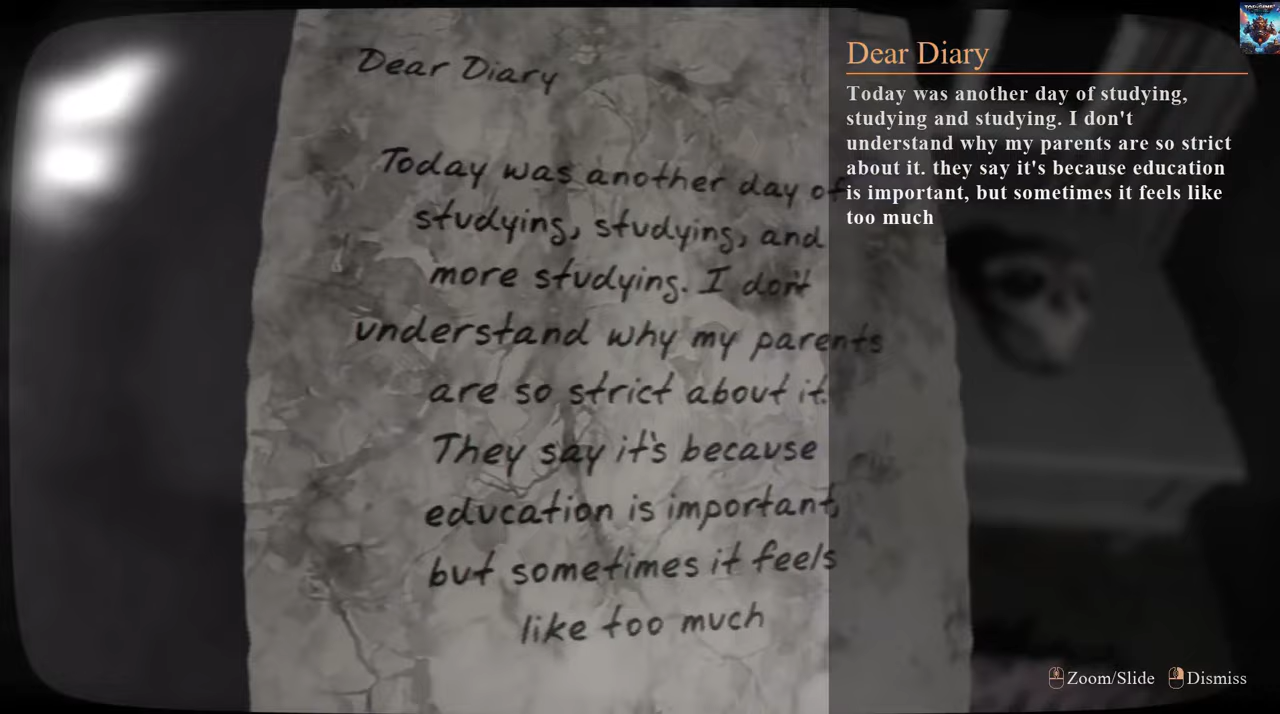 Dear Diary
Today was another day of
studying, studying, and
more studying. I don't
understand why my parents
are so strict about it.
They say it's because
education is important,
but sometimes it feels
like too much
Dear Diary
Today was another day of studying,
studying and studying. I don't
understand why my parents are so strict
about it. they say it's because education
is important, but sometimes it feels like
too much
Zoom/Slide
Dismiss